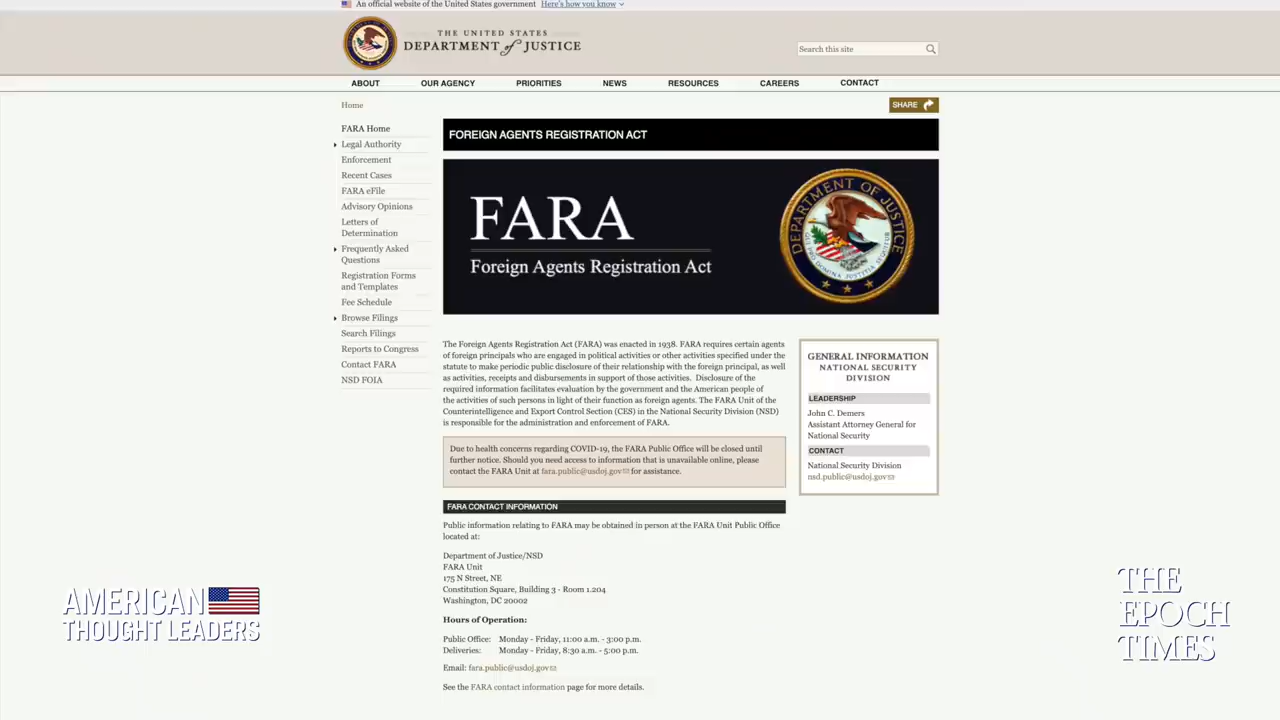 An official website of the United States government Here's how you know
THE UNITED STATES
DEPARTMENT of JUSTICE
Search this site
ABOUT OUR AGENCY PRIORITIES NEWS RESOURCES CAREERS CONTACT
Home
SHARE
FARA Home
Legal Authority
Enforcement
Recent Cases
FARA eFile
Advisory Opinions
Letters of
Determination
Frequently Asked
Questions
Registration Forms
and Templates
Fee Schedule
Browse Filings
Search Filings
Reports to Congress
Contact FARA
NSD FOIA
FOREIGN AGENTS REGISTRATION ACT
FARA
Foreign Agents Registration Act
DEPARTMENT OF JUSTICE
QUI PRO DOMINA JUSTITIA SEQUITUR
The Foreign Agents Registration Act (FARA) was enacted in 1938. FARA requires certain agents
of foreign principals who are engaged in political activities or other activities specified under the
statute to make periodic public disclosure of their relationship with the foreign principal, as well
as activities, receipts and disbursements in support of those activities. Disclosure of the
required information facilitates evaluation by the government and the American people of
the activities of such persons in light of their function as foreign agents. The FARA Unit of the
Counterintelligence and Export Control Section (CES) in the National Security Division (NSD)
is responsible for the administration and enforcement of FARA.
Due to health concerns regarding COVID-19, the FARA Public Office will be closed until
further notice. Should you need access to information that is unavailable online, please
contact the FARA Unit at fara.public@usdoj.gov for assistance.
FARA CONTACT INFORMATION
Public information relating to FARA may be obtained in person at the FARA Unit Public Office
located at:
Department of Justice/NSD
FARA Unit
175 N Street, NE
Constitution Square, Building 3 - Room 1.204
Washington, DC 20002
Hours of Operation:
Public Office: Monday - Friday, 11:00 a.m. - 3:00 p.m.
Deliveries: Monday - Friday, 8:30 a.m. - 5:00 p.m.
Email: fara.public@usdoj.gov
See the FARA contact information page for more details.
GENERAL INFORMATION
NATIONAL SECURITY
DIVISION
LEADERSHIP
John C. Demers
Assistant Attorney General for
National Security
CONTACT
National Security Division
nsd.public@usdoj.gov
AMERICAN
THOUGHT LEADERS
THE
EPOCH
TIMES